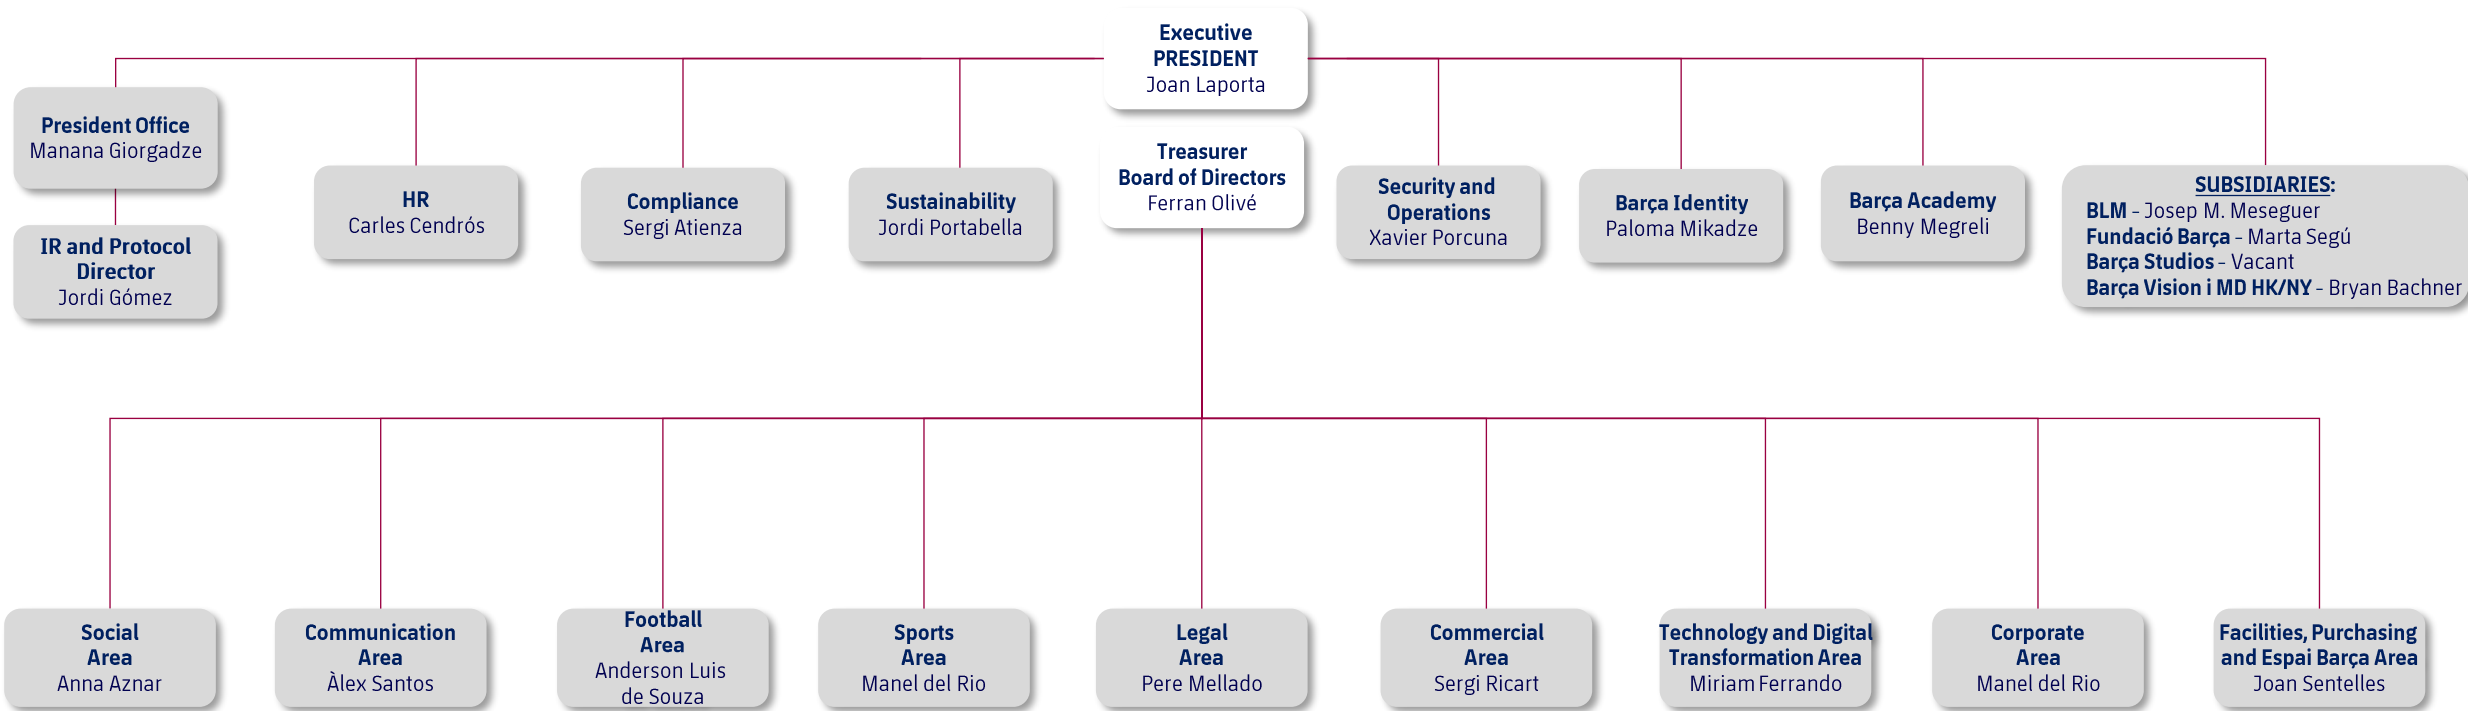 Executive
PRESIDENT
Joan Laporta
President Office
Manana Giorgadze
IR and Protocol
Director
Jordi Gómez
HR
Carles Cendrós
Compliance
Sergi Atienza
Sustainability
Jordi Portabella
Treasurer
Board of Directors
Ferran Olivé
Security and
Operations
Xavier Porcuna
Barça Identity
Paloma Mikadze
Barça Academy
Benny Megreli
SUBSIDIARIES:
BLM - Josep M. Meseguer
Fundació Barça - Marta Segú
Barça Studios - Vacant
Barça Vision i MD HK/NY - Bryan Bachner
Social
Area
Anna Aznar
Communication
Area
Àlex Santos
Football
Area
Anderson Luis
de Souza
Sports
Area
Manel del Rio
Legal
Area
Pere Mellado
Commercial
Area
Sergi Ricart
Technology and Digital
Transformation Area
Miriam Ferrando
Corporate
Area
Manel del Rio
Facilities, Purchasing
and Espai Barça Area
Joan Sentelles